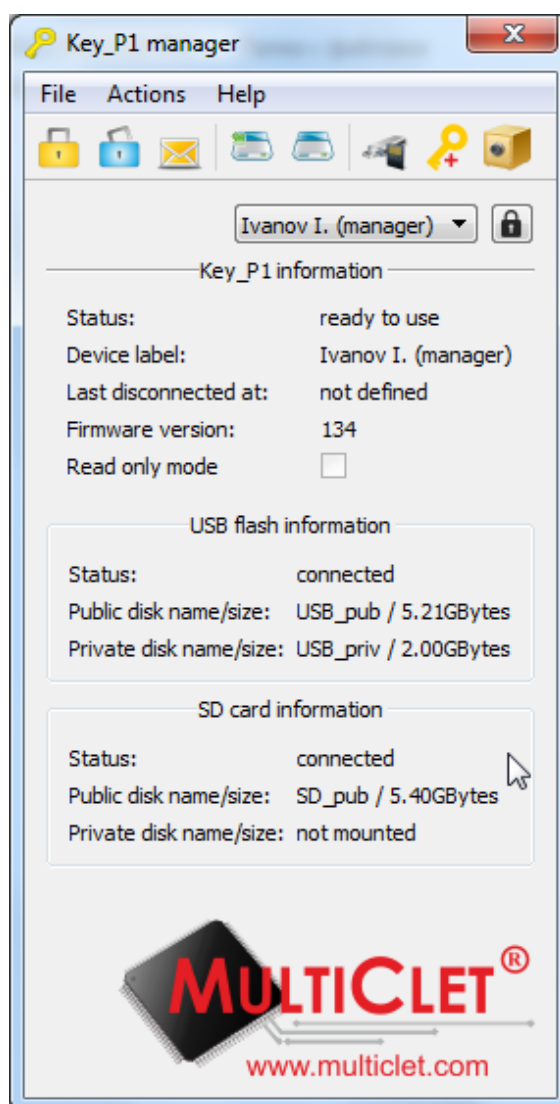 Key_P1 manager
File Actions Help
Ivanov I. (manager)
Key_P1 information
Status: ready to use
Device label: Ivanov I. (manager)
Last disconnected at: not defined
Firmware version: 134
Read only mode
USB flash information
Status: connected
Public disk name/size: USB_pub / 5.21GBytes
Private disk name/size: USB_priv / 2.00GBytes
SD card information
Status: connected
Public disk name/size: SD_pub / 5.40GBytes
Private disk name/size: not mounted
MULTICLET®
www.multiclet.com